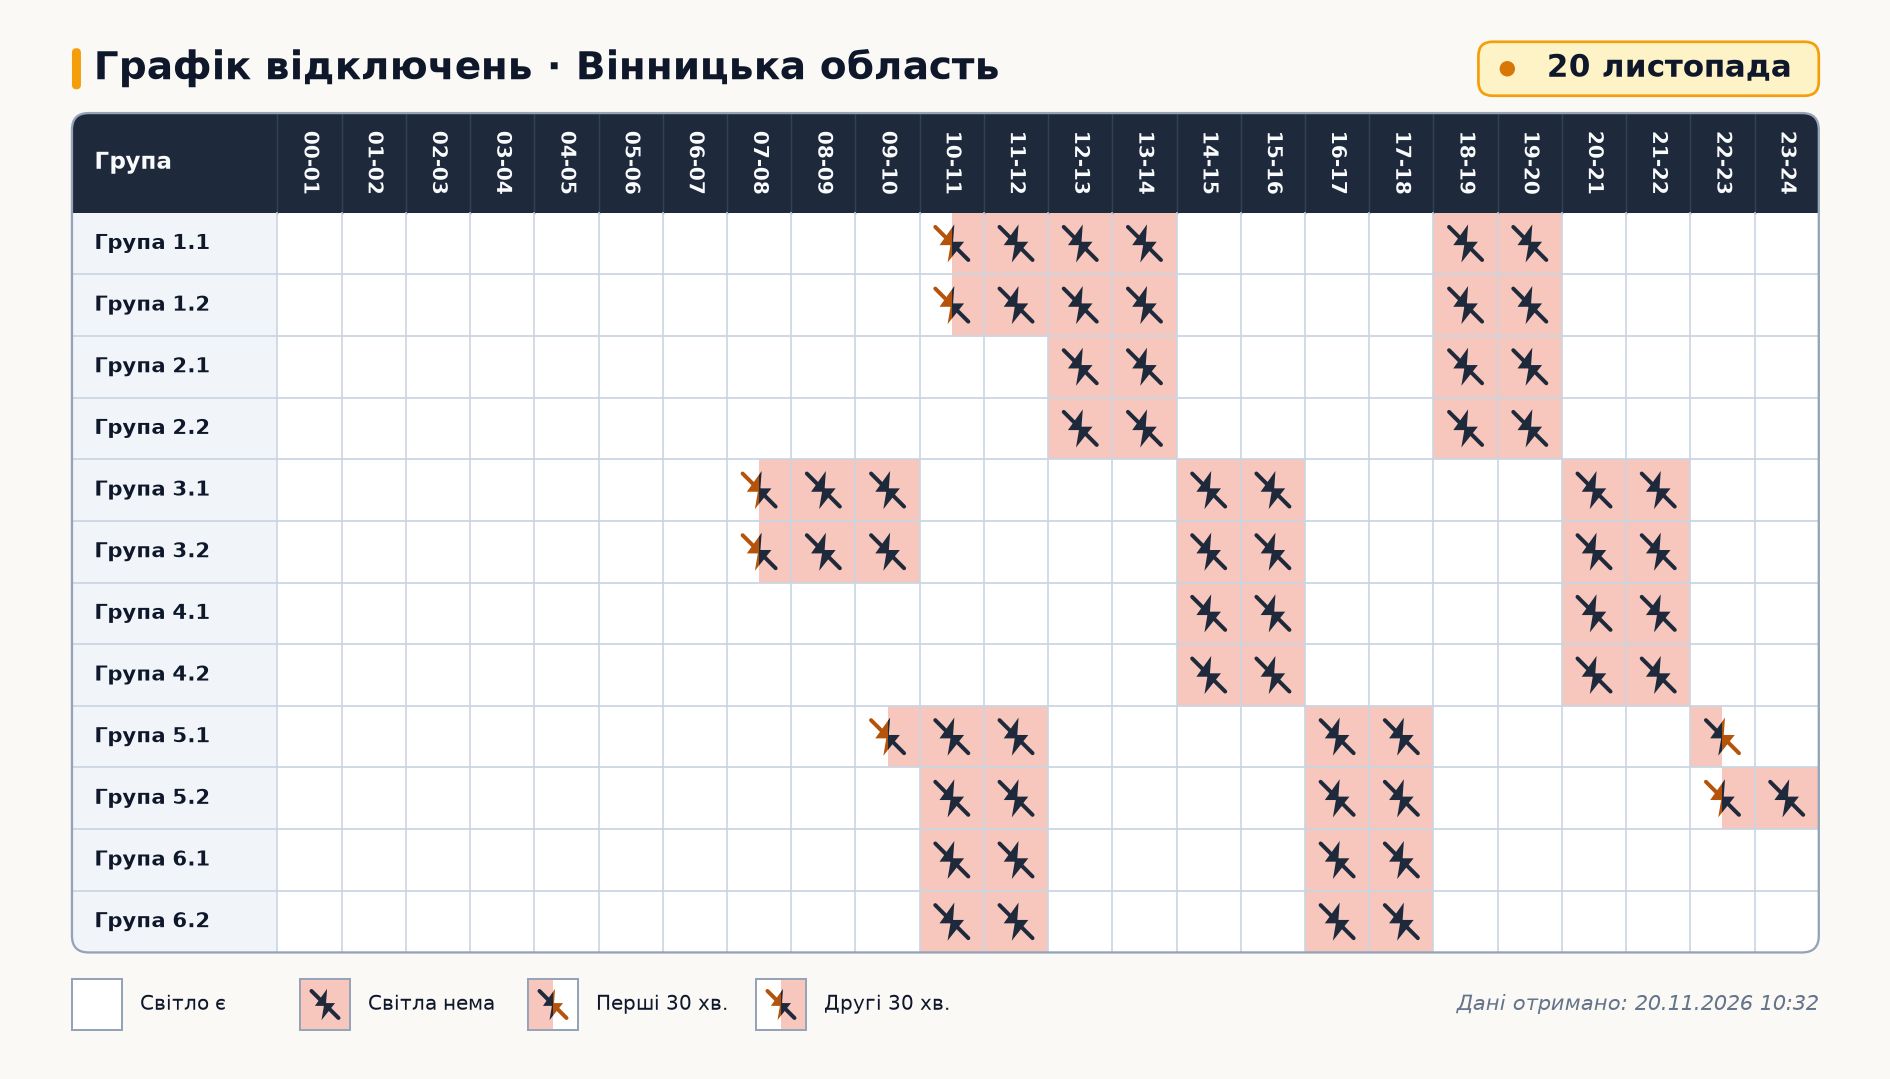 Графік відключень · Вінницька область
20 листопада
Група 00-01 01-02 02-03 03-04 04-05 05-06 06-07 07-08 08-09 09-10 10-11 11-12 12-13 13-14 14-15 15-16 16-17 17-18 18-19 19-20 20-21 21-22 22-23 23-24
Група 1.1
Група 1.2
Група 2.1
Група 2.2
Група 3.1
Група 3.2
Група 4.1
Група 4.2
Група 5.1
Група 5.2
Група 6.1
Група 6.2
Світло є Світла нема Перші 30 хв. Другі 30 хв. Дані отримано: 20.11.2026 10:32